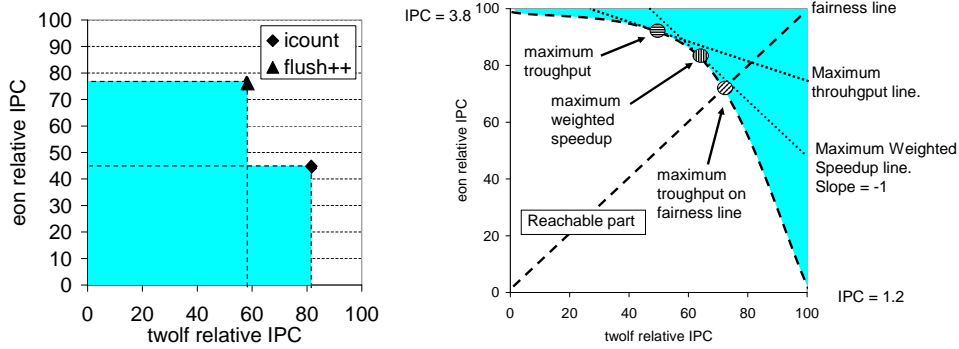 100
90
80
70
60
50
40
30
20
10
0
eon relative IPC
icount
flush++
0 20 40 60 80 100
twolf relative IPC
IPC = 3.8
100
80
60
40
20
0
eon relative IPC
maximum
troughput
maximum
weighted
speedup
maximum
troughput on
fairness line
Reachable part
fairness line
Maximum
throuhgput line.
Maximum Weighted
Speedup line.
Slope = -1
IPC = 1.2
0 20 40 60 80 100
twolf relative IPC